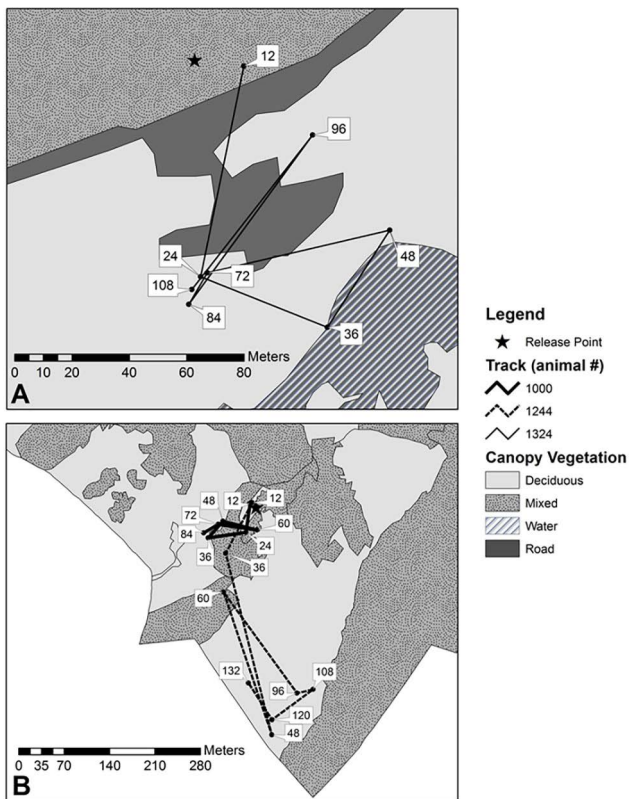 12
96
24
72
48
108
84
36
Meters
0 10 20 40 60 80
A
Legend
Release Point
Track (animal #)
1000
1244
1324
Canopy Vegetation
Deciduous
Mixed
Water
Road
48 12 12
72
60
84
24
36
36
60
132
108
96
120
48
Meters
0 35 70 140 210 280
B